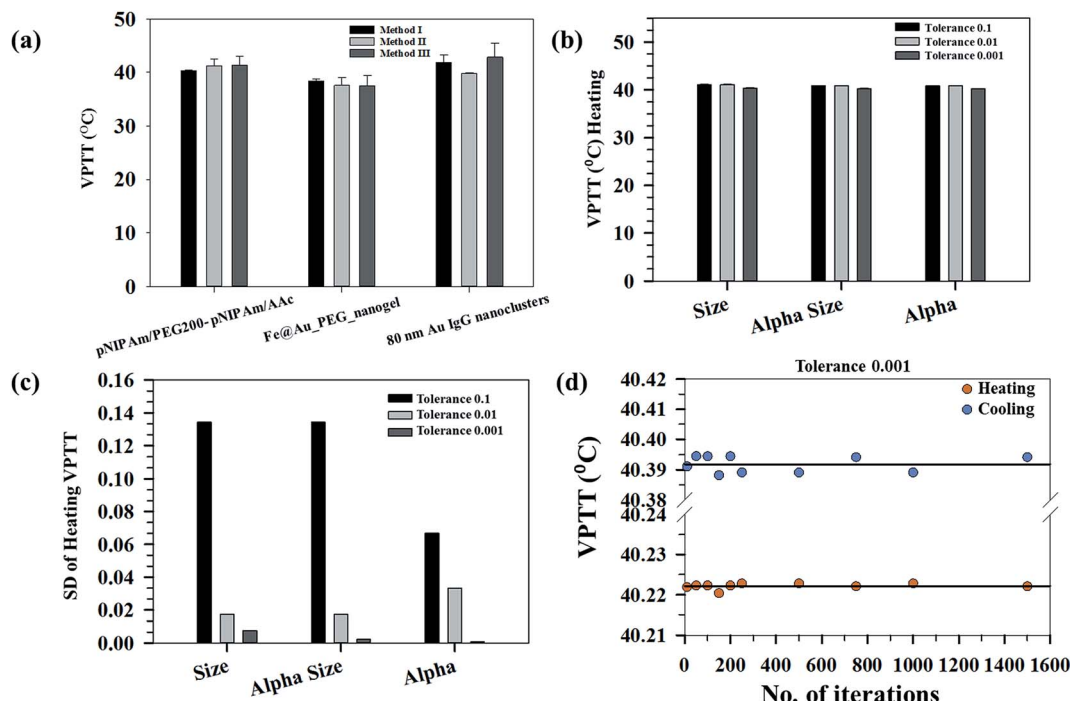 (a)
50
40
30
20
10
0
VPTT (°C)
Method I
Method II
Method III
pNIPAm/PEG200-pNIPAm/AAc
Fe@Au_PEG_nanogel
80 nm Au IgG nanoclusters
(b)
50
40
30
20
10
0
VPTT (⁰C) Heating
Tolerance 0.1
Tolerance 0.01
Tolerance 0.001
Size
Alpha Size
Alpha
(c)
0.16
0.14
0.12
0.10
0.08
0.06
0.04
0.02
0.00
SD of Heating VPTT
Tolerance 0.1
Tolerance 0.01
Tolerance 0.001
Size
Alpha Size
Alpha
(d)
Tolerance 0.001
40.42
40.41
40.40
40.39
40.38
40.24
40.23
40.22
40.21
VPTT (⁰C)
Heating
Cooling
0 200 400 600 800 1000 1200 1400 1600
No. of iterations